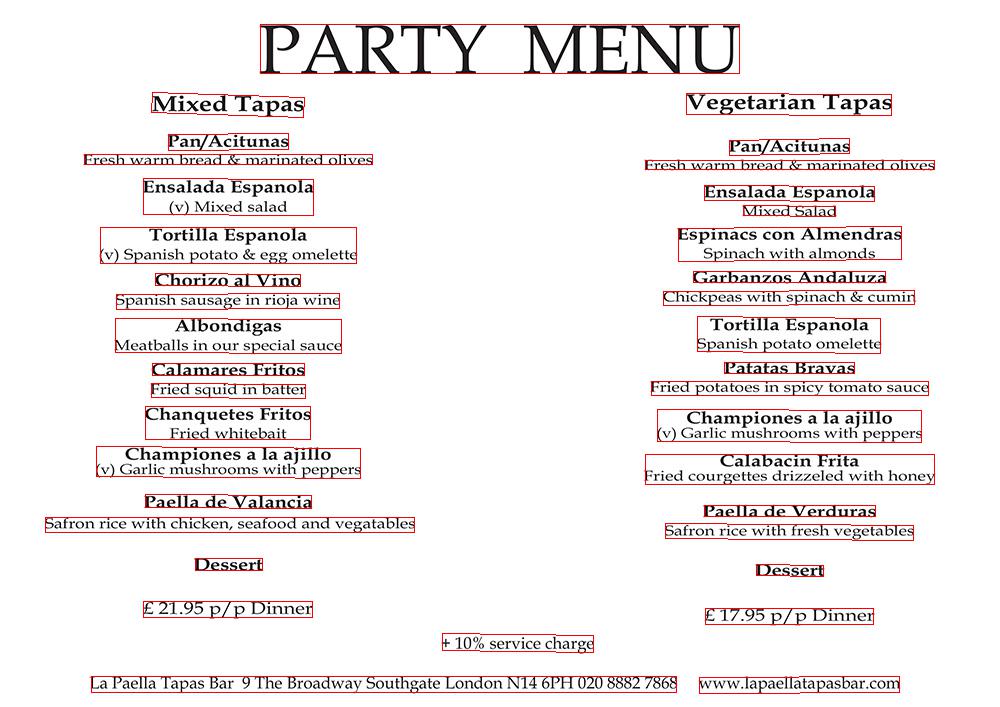 PARTY MENU
Mixed Tapas
Pan/Acitunas
Fresh warm bread & marinated olives
Ensalada Espanola
(v) Mixed salad
Tortilla Espanola
(v) Spanish potato & egg omelette
Chorizo al Vino
Spanish sausage in rioja wine
Albondigas
Meatballs in our special sauce
Calamares Fritos
Fried squid in batter
Chanquetes Fritos
Fried whitebait
Championes a la ajillo
(v) Garlic mushrooms with peppers
Paella de Valancia
Safron rice with chicken, seafood and vegatables
Dessert
£ 21.95 p/p Dinner
Vegetarian Tapas
Pan/Acitunas
Fresh warm bread & marinated olives
Ensalada Espanola
Mixed Salad
Espinacs con Almendras
Spinach with almonds
Garbanzos Andaluza
Chickpeas with spinach & cumin
Tortilla Espanola
Spanish potato omelette
Patatas Bravas
Fried potatoes in spicy tomato sauce
Championes a la ajillo
(v) Garlic mushrooms with peppers
Calabacin Frita
Fried courgettes drizzeled with honey
Paella de Verduras
Safron rice with fresh vegetables
Dessert
£ 17.95 p/p Dinner
+ 10% service charge
La Paella Tapas Bar 9 The Broadway Southgate London N14 6PH 020 8882 7868 www.lapaellatapasbar.com